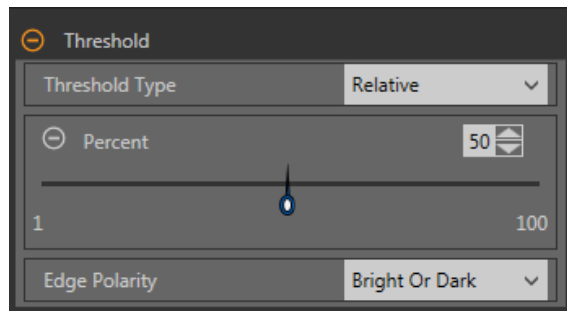 Threshold
Threshold Type Relative
Percent 50
1 100
Edge Polarity Bright Or Dark